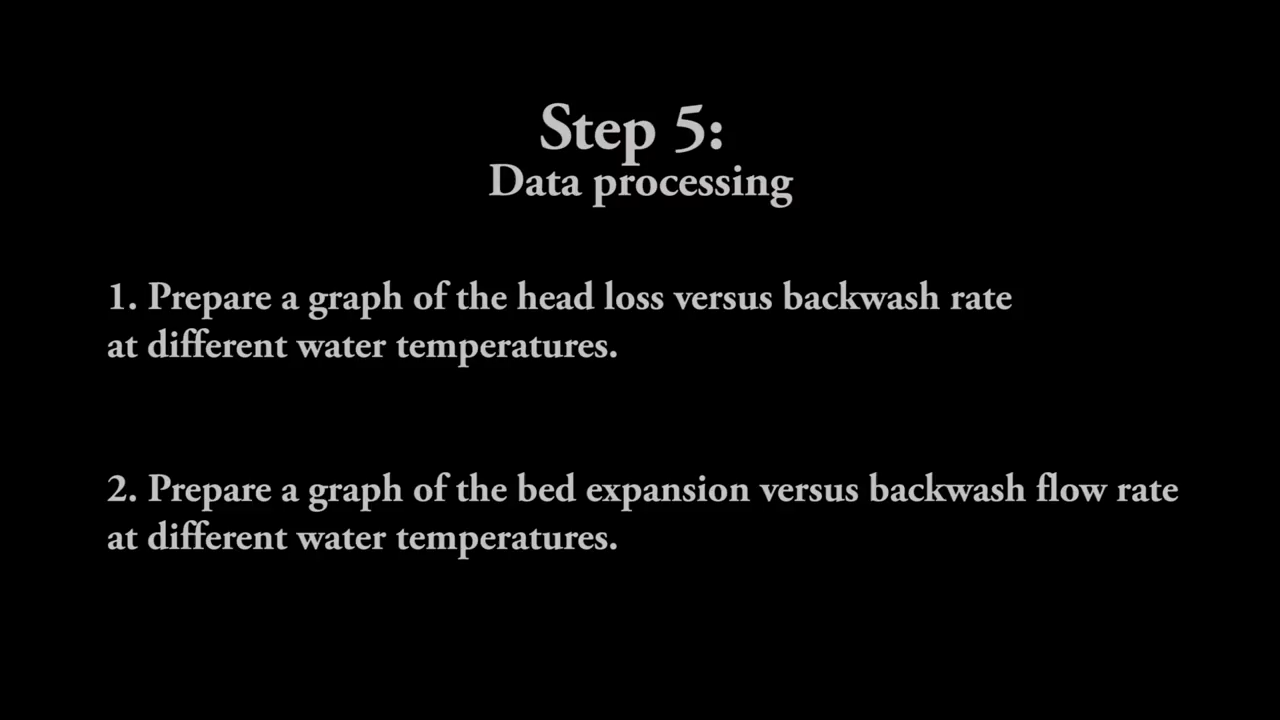 Step 5:
Data processing
1. Prepare a graph of the head loss versus backwash rate
at different water temperatures.
2. Prepare a graph of the bed expansion versus backwash flow rate
at different water temperatures.